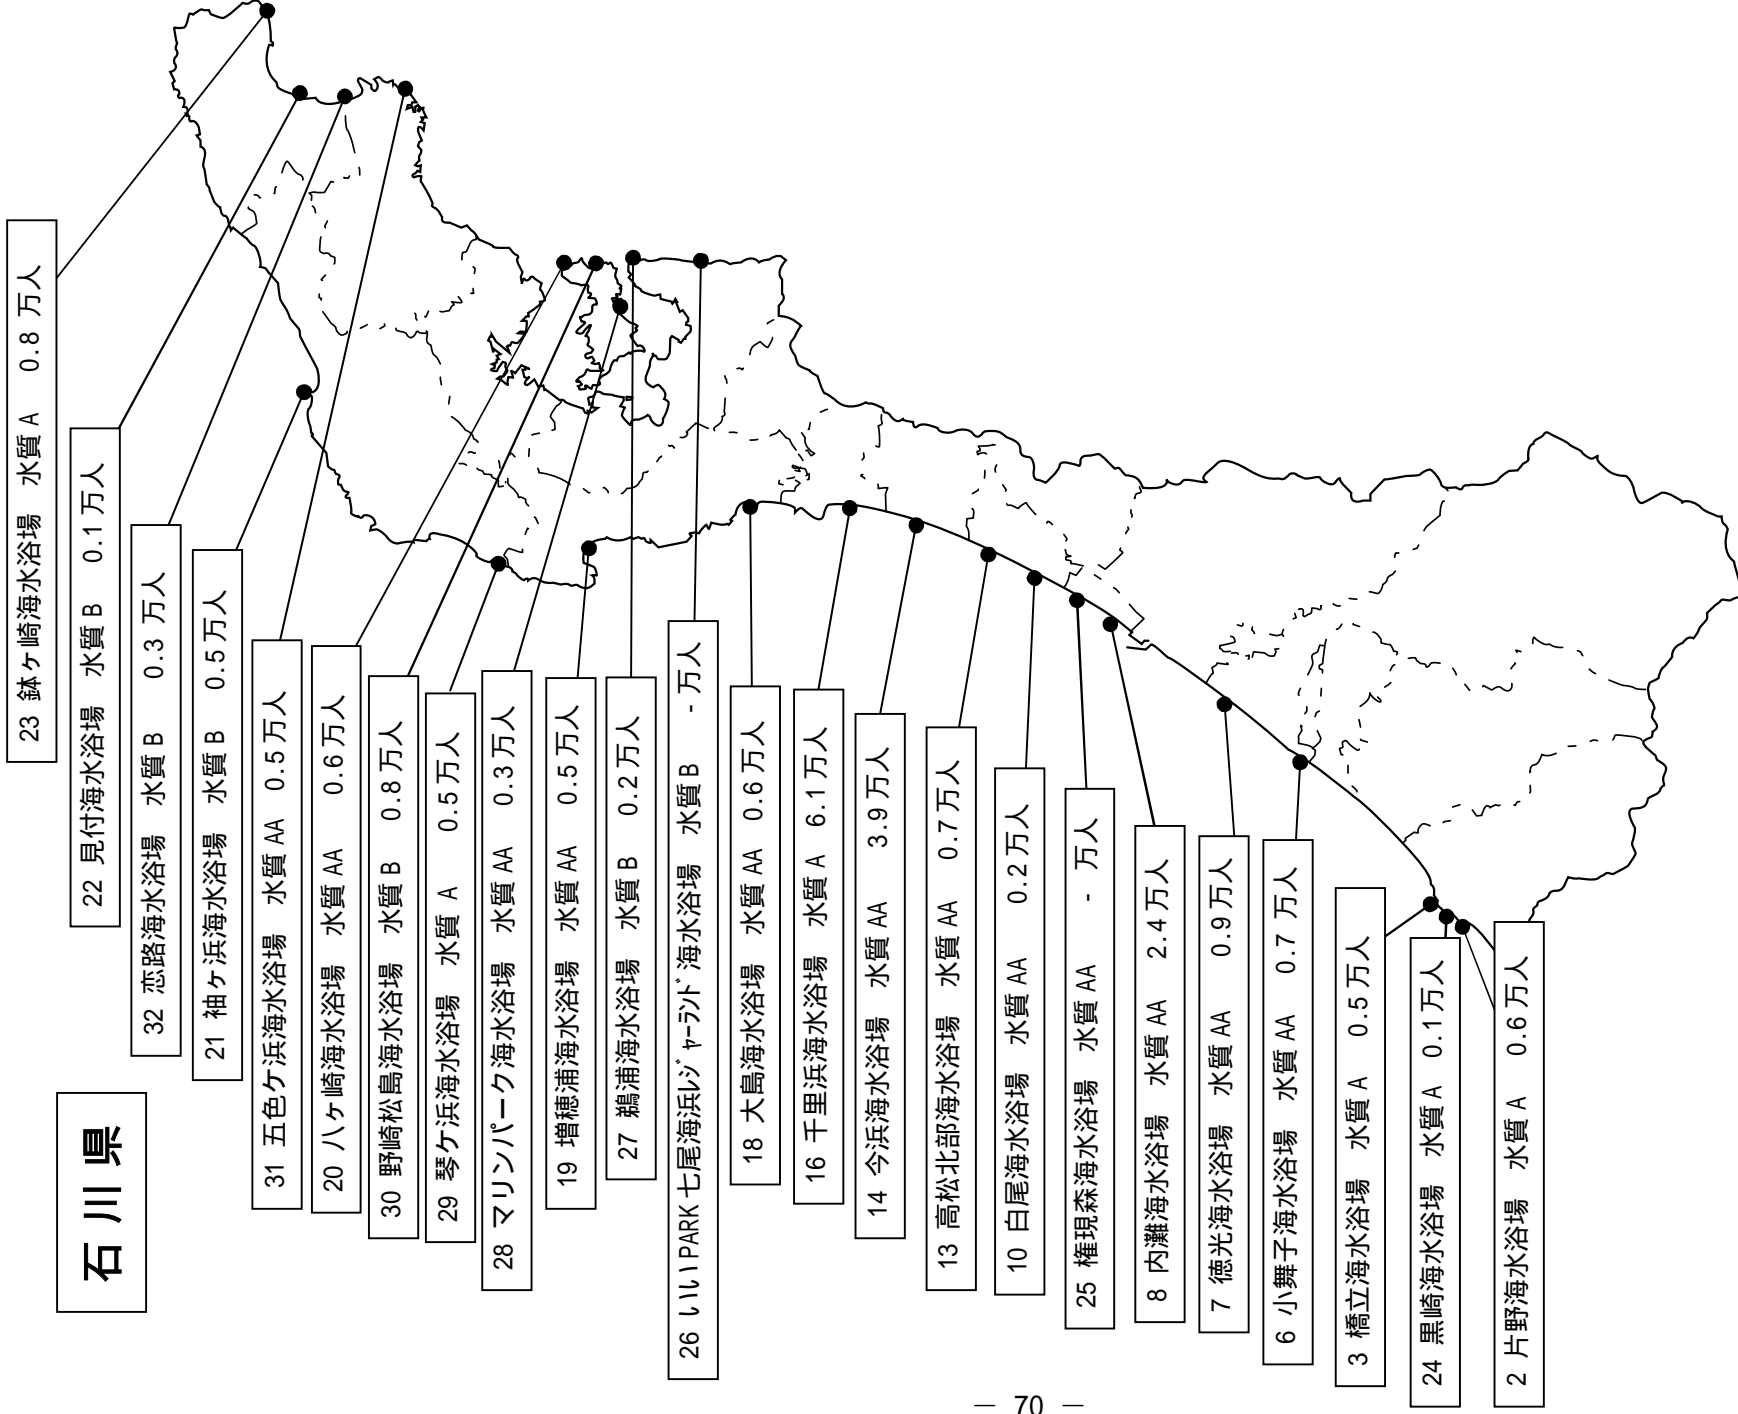 石川県
23 鉢ヶ崎海水浴場 水質 A 0.8 万人
22 見付海水浴場 水質 B 0.1 万人
32 恋路海水浴場 水質 B 0.3 万人
21 袖ヶ浜海水浴場 水質 B 0.5 万人
31 五色ケ浜海水浴場 水質 AA 0.5 万人
20 八ヶ崎海水浴場 水質 AA 0.6 万人
30 野崎松島海水浴場 水質 B 0.8 万人
29 琴ケ浜海水浴場 水質 A 0.5 万人
28 マリンパーク海水浴場 水質 AA 0.3 万人
19 増穂浦海水浴場 水質 AA 0.5 万人
27 鵜浦海水浴場 水質 B 0.2 万人
26 いいPARK 七尾海浜ﾚｼﾞｬｰﾗﾝﾄﾞ海水浴場 水質 B - 万人
18 大島海水浴場 水質 AA 0.6 万人
16 千里浜海水浴場 水質 A 6.1 万人
14 今浜海水浴場 水質 AA 3.9 万人
13 高松北部海水浴場 水質 AA 0.7 万人
10 白尾海水浴場 水質 AA 0.2 万人
25 権現森海水浴場 水質 AA - 万人
8 内灘海水浴場 水質 AA 2.4 万人
7 徳光海水浴場 水質 AA 0.9 万人
6 小舞子海水浴場 水質 AA 0.7 万人
3 橋立海水浴場 水質 A 0.5 万人
24 黒崎海水浴場 水質 A 0.1 万人
2 片野海水浴場 水質 A 0.6 万人
－ 70 －